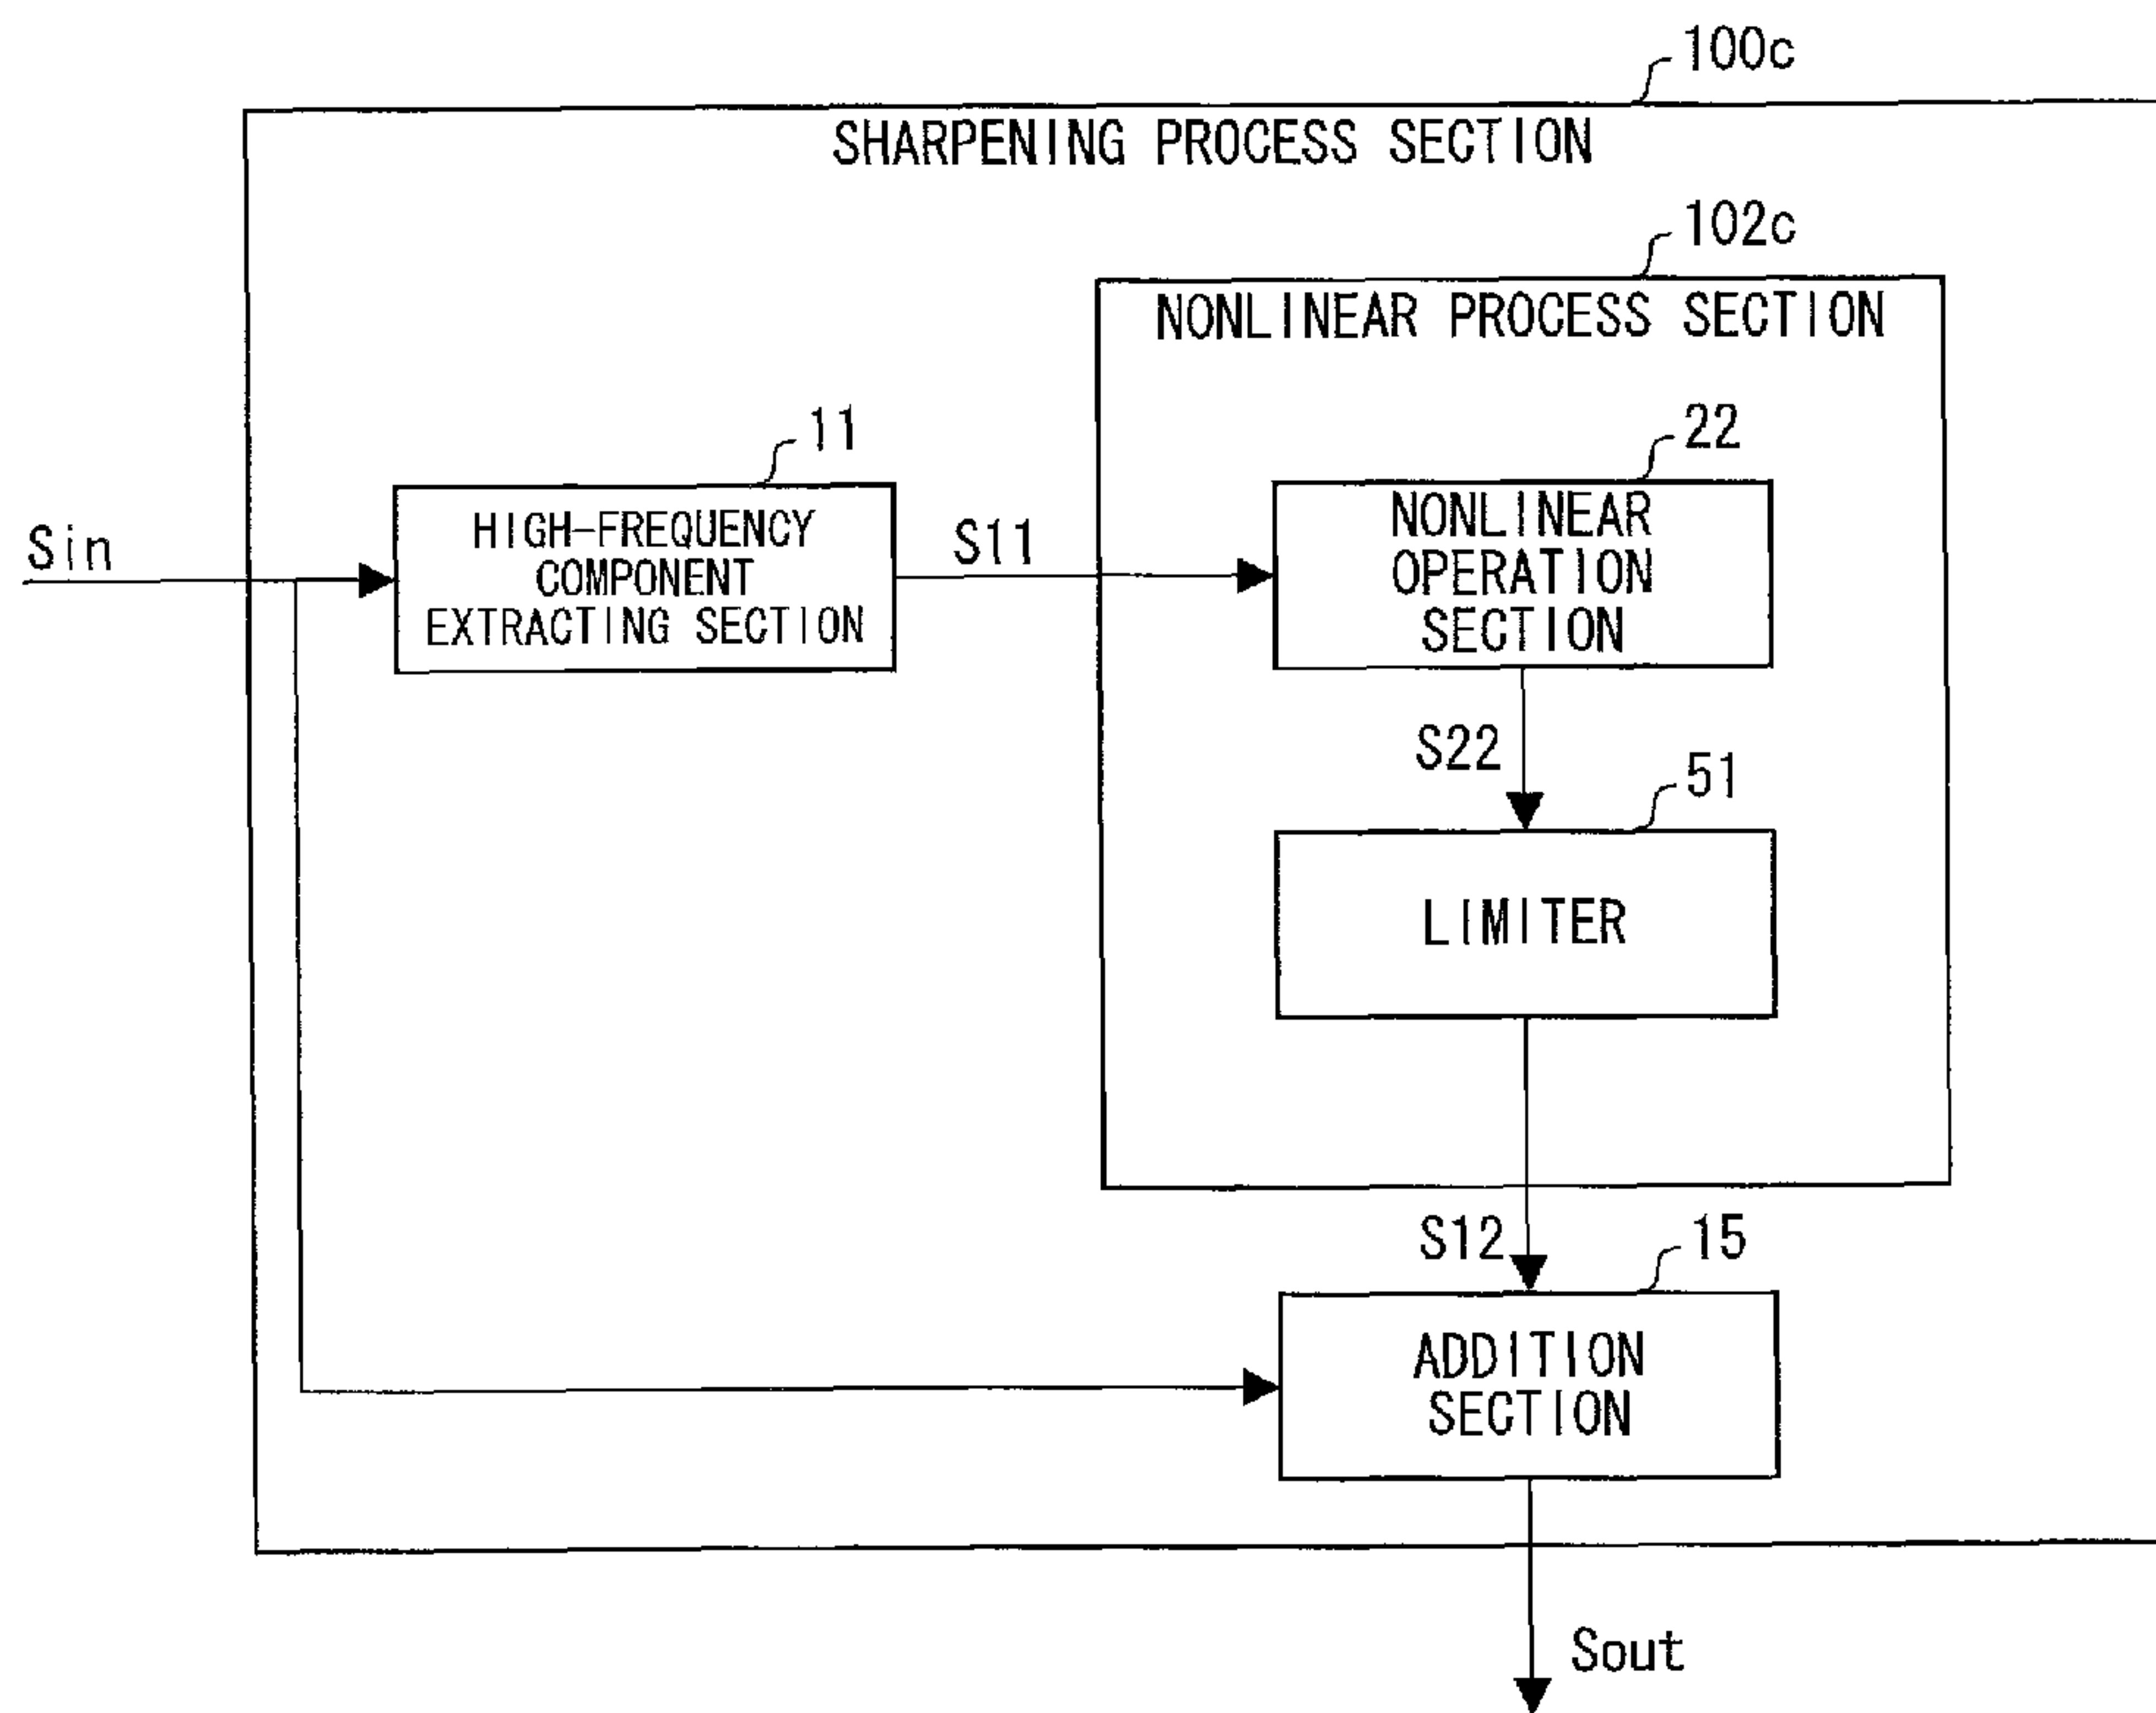 100c
SHARPENING PROCESS SECTION
102c
NONLINEAR PROCESS SECTION
11
22
Sin
HIGH-FREQUENCY
COMPONENT
EXTRACTING SECTION
S11
NONLINEAR
OPERATION
SECTION
S22
51
LIMITER
S12
15
ADDITION
SECTION
Sout